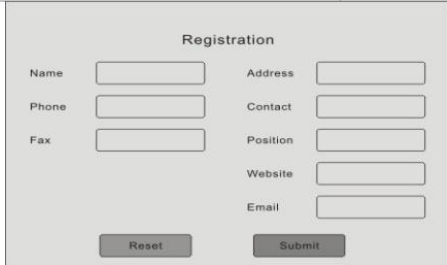 Registration
Name Address
Phone Contact
Fax Position
Website
Email
Reset Submit